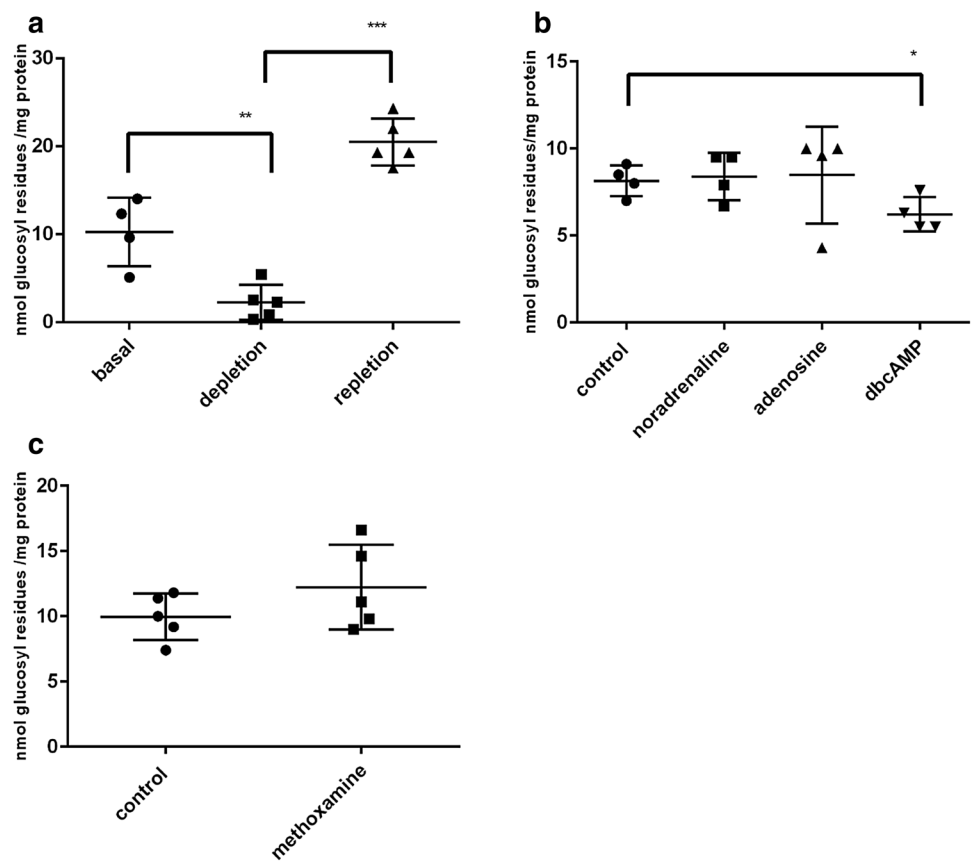 a
nmol glucosyl residues /mg protein
30
20
10
0
**
***
basal
depletion
repletion
b
nmol glucosyl residues/mg protein
15
10
5
0
*
control
noradrenaline
adenosine
dbcAMP
c
nmol glucosyl residues /mg protein
20
15
10
5
0
control
methoxamine